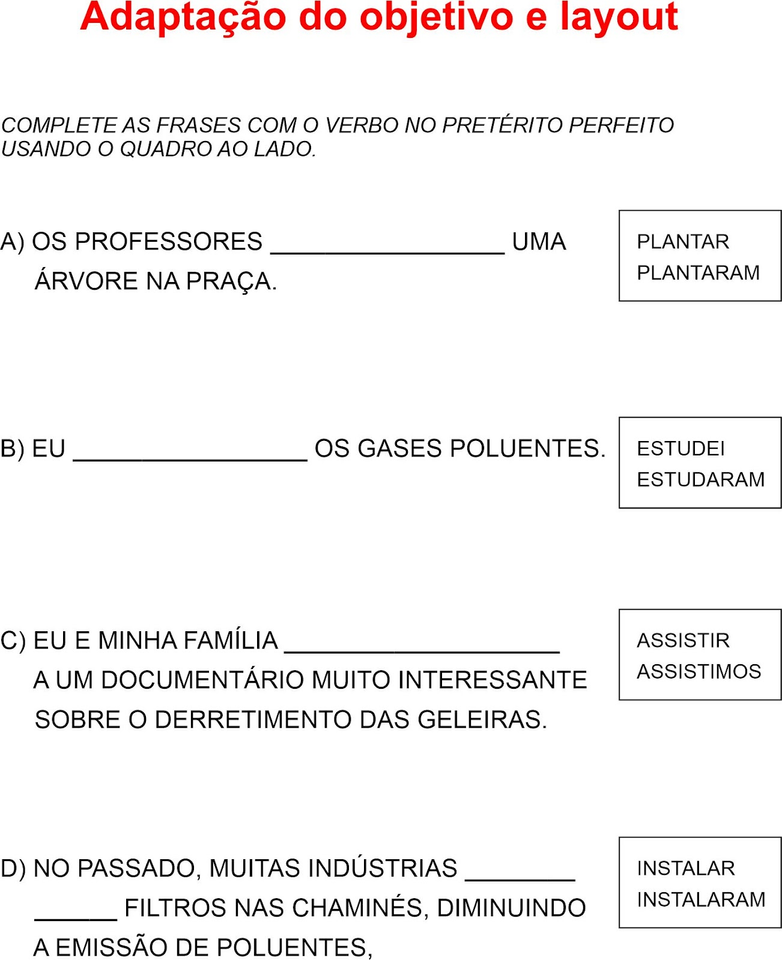 Adaptação do objetivo e layout
COMPLETE AS FRASES COM O VERBO NO PRETÉRITO PERFEITO
USANDO O QUADRO AO LADO.
A) OS PROFESSORES _________________ UMA
ÁRVORE NA PRAÇA.
PLANTAR
PLANTARAM
B) EU _________________ OS GASES POLUENTES.
ESTUDEI
ESTUDARAM
C) EU E MINHA FAMÍLIA ____________________
A UM DOCUMENTÁRIO MUITO INTERESSANTE
SOBRE O DERRETIMENTO DAS GELEIRAS.
ASSISTIR
ASSISTIMOS
D) NO PASSADO, MUITAS INDÚSTRIAS ________
______ FILTROS NAS CHAMINÉS, DIMINUINDO
A EMISSÃO DE POLUENTES,
INSTALAR
INSTALARAM